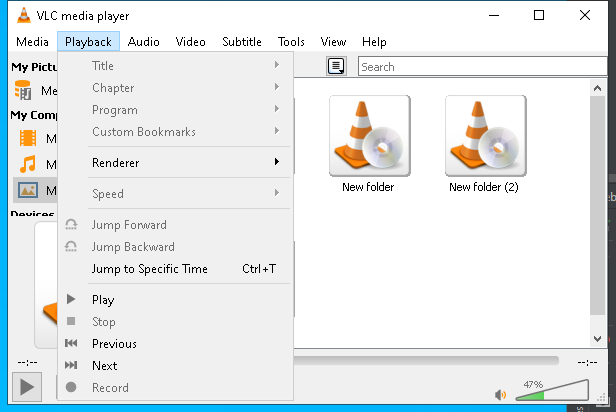 VLC media player
Media Playback Audio Video Subtitle Tools View Help
My Pictu
Search
Title
Me
Chapter
Program
My Comp
Custom Bookmarks
M
Renderer
M
M
New folder New folder (2)
Speed
Devices
Jump Forward
Jump Backward
Jump to Specific Time Ctrl+T
Play
Stop
Previous
--:-- --:--
Next
Record
47%